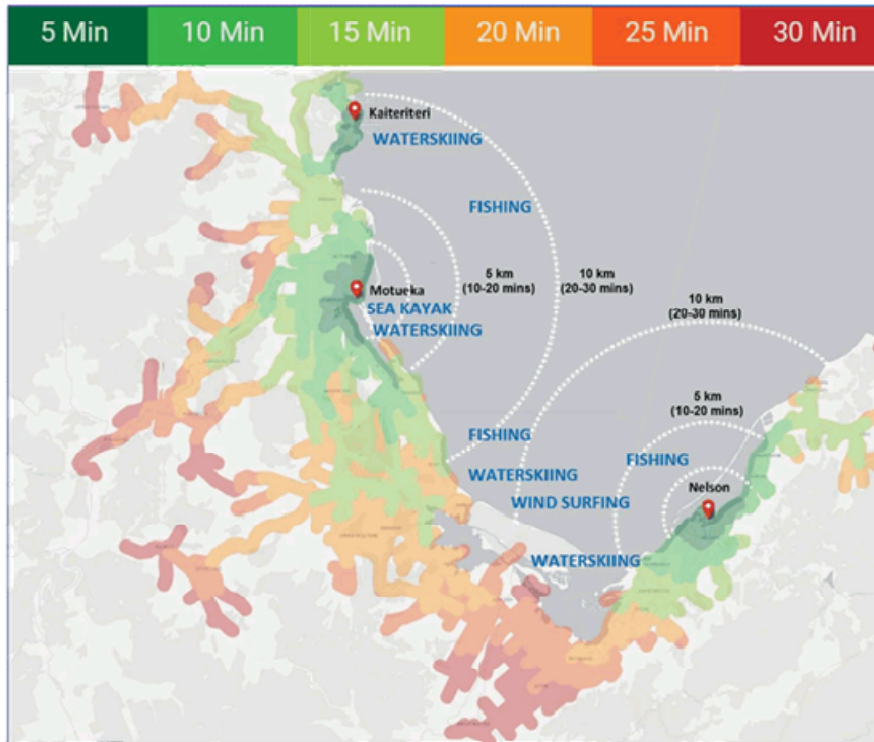 5 Min 10 Min 15 Min 20 Min 25 Min 30 Min
Kaiteriteri
WATERSKIING
FISHING
5 km
(10-20 mins)
10 km
(20-30 mins)
Motueka
SEA KAYAK
WATERSKIING
10 km
(20-30 mins)
5 km
(10-20 mins)
FISHING
WATERSKIING
WIND SURFING
FISHING
Nelson
WATERSKIING